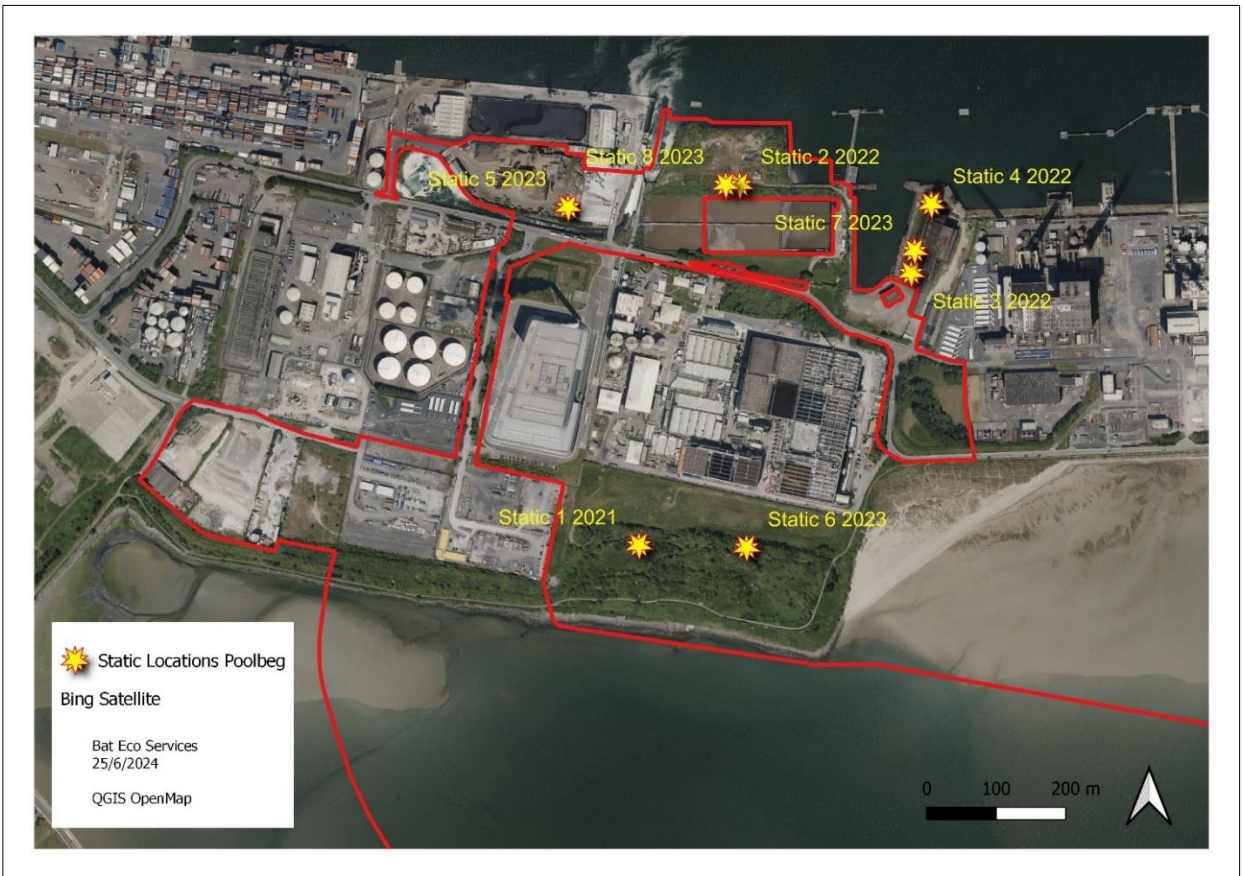 Static 8 2023
Static 2 2022
Static 5 2023
Static 4 2022
Static 7 2023
Static 3 2022
Static 1 2021
Static 6 2023
Static Locations Poolbeg
Bing Satellite
Bat Eco Services
25/6/2024
QGIS OpenMap
0 100 200 m